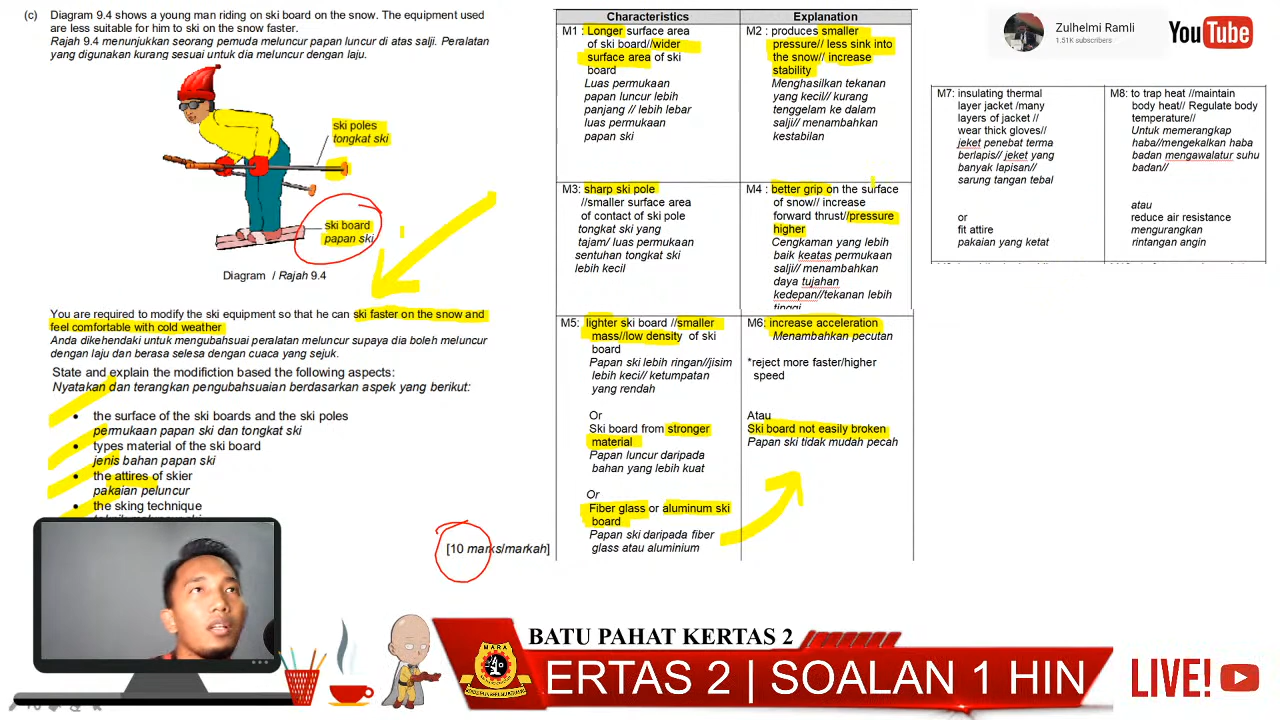 (c) Diagram 9.4 shows a young man riding on ski board on the snow. The equipment used
are less suitable for him to ski on the snow faster.
Rajah 9.4 menunjukkan seorang pemuda meluncur papan luncur di atas salji. Peralatan
yang digunakan kurang sesuai untuk dia meluncur dengan laju.
ski poles
tongkat ski
ski board
papan ski
Diagram / Rajah 9.4
You are required to modify the ski equipment so that he can ski faster on the snow and
feel comfortable with cold weather
Anda dikehendaki untuk mengubahsuai peralatan meluncur supaya dia boleh meluncur
dengan laju dan berasa selesa dengan cuaca yang sejuk.
State and explain the modifiction based the following aspects:
Nyatakan dan terangkan pengubahsuaian berdasarkan aspek yang berikut:
• the surface of the ski boards and the ski poles
permukaan papan ski dan tongkat ski
• types material of the ski board
jenis bahan papan ski
• the attires of skier
pakaian peluncur
• the sking technique
[10 marks/markah]
Characteristics
Explanation
M1 : Longer surface area
of ski board//wider
surface area of ski
board
Luas permukaan
papan luncur lebih
panjang // lebih lebar
luas permukaan
papan ski
M2 : produces smaller
pressure// less sink into
the snow// increase
stability
Menghasilkan tekanan
yang kecil// kurang
tenggelam ke dalam
salji// menambahkan
kestabilan
M3: sharp ski pole
//smaller surface area
of contact of ski pole
tongkat ski yang
tajam/ luas permukaan
sentuhan tongkat ski
lebih kecil
M4 : better grip on the surface
of snow// increase
forward thrust//pressure
higher
Cengkaman yang lebih
baik keatas permukaan
salji// menambahkan
daya tujahan
kedepan//tekanan lebih
tinggi
M5: lighter ski board //smaller
mass//low density of ski
board
Papan ski lebih ringan//jisim
lebih keci// ketumpatan
yang rendah
Or
Ski board from stronger
material
Papan luncur daripada
bahan yang lebih kuat
Or
Fiber glass or aluminum ski
board
Papan ski daripada fiber
glass atau aluminium
M6: increase acceleration
Menambahkan pecutan
*reject more faster/higher
speed
Atau
Ski board not easily broken
Papan ski tidak mudah pecah
Zulhelmi Ramli
1.51K subscribers
YouTube
M7: insulating thermal
layer jacket /many
layers of jacket //
wear thick gloves//
jeket penebat terma
berlapis// jeket yang
banyak lapisan//
sarung tangan tebal
or
fit attire
pakaian yang ketat
M8: to trap heat //maintain
body heat// Regulate body
temperature//
Untuk memerangkap
haba//mengekalkan haba
badan mengawalatur suhu
badan//
atau
reduce air resistance
mengurangkan
rintangan angin
BATU PAHAT KERTAS 2
ERTAS 2 | SOALAN 1 HIN
MARA
LIVE!